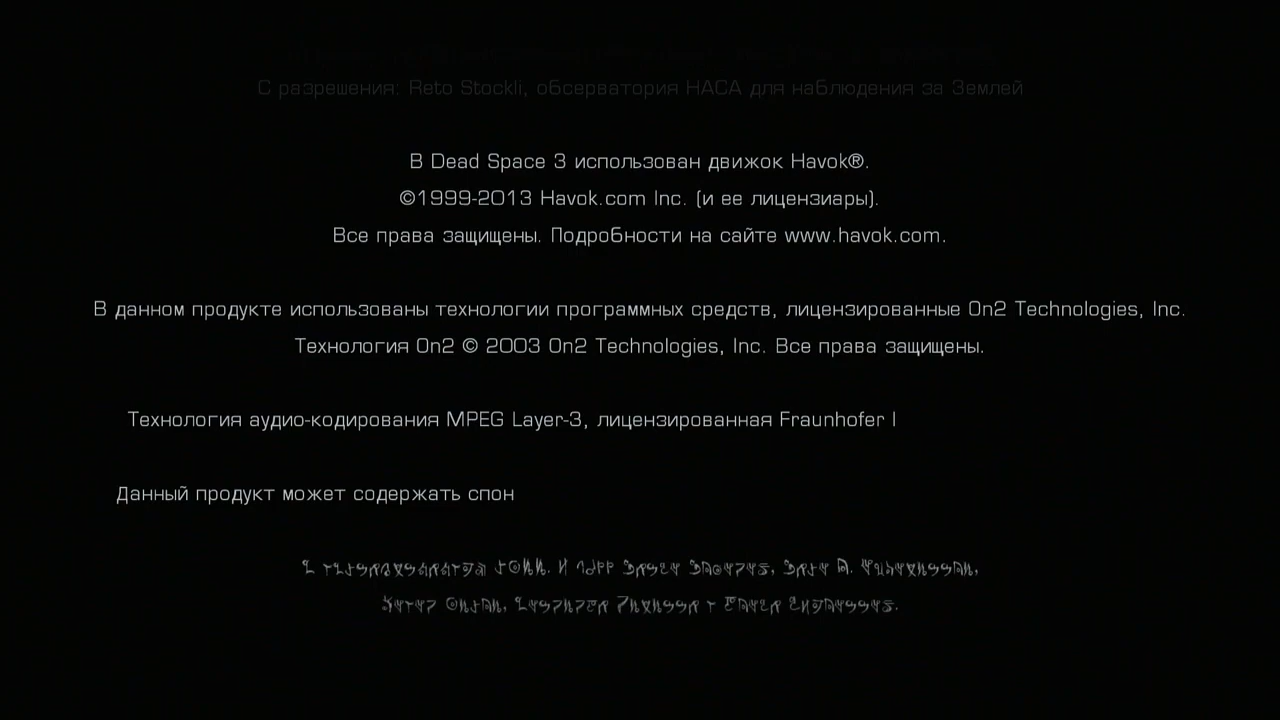 С разрешения: Reto Stockli, обсерватория НАСА для наблюдения за Землей
В Dead Space 3 использован движок Havok®.
©1999-2013 Havok.com Inc. (и ее лицензиары).
Все права защищены. Подробности на сайте www.havok.com.
В данном продукте использованы технологии программных средств, лицензированные On2 Technologies, Inc.
Технология On2 © 2003 On2 Technologies, Inc. Все права защищены.
Технология аудио-кодирования MPEG Layer-3, лицензированная Fraunhofer I
Данный продукт может содержать спон